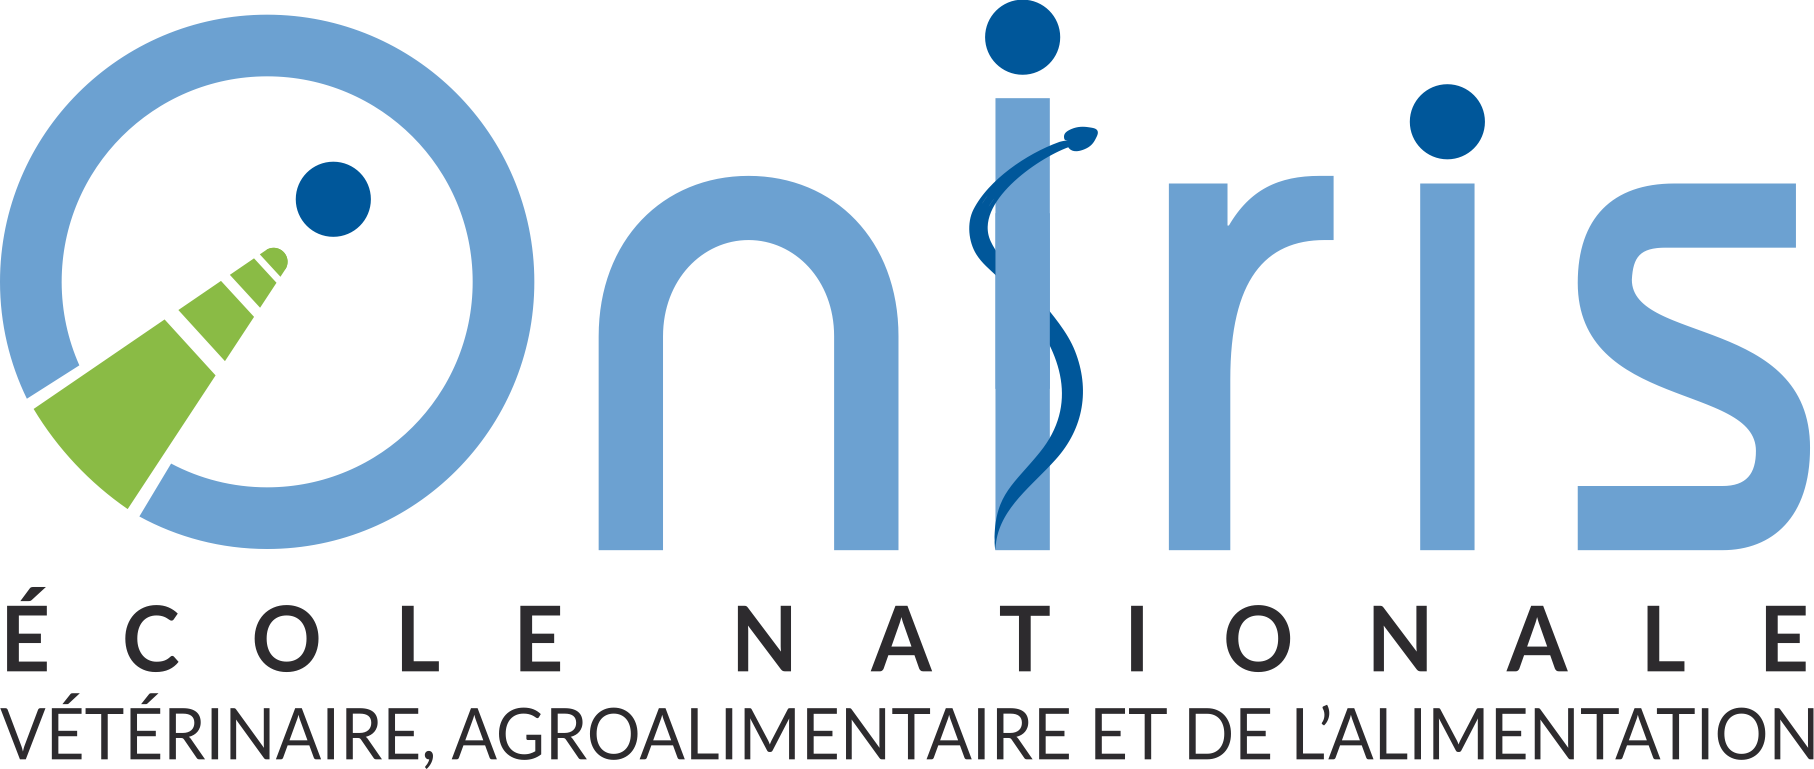 Oniris
ÉCOLE NATIONALE
VÉTÉRINAIRE, AGROALIMENTAIRE ET DE L'ALIMENTATION